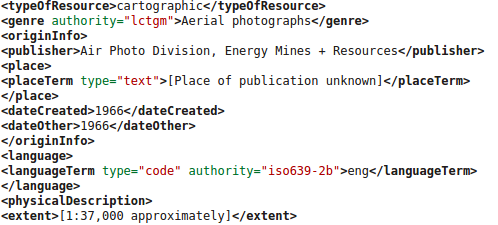 <typeOfResource>cartographic</typeOfResource>
<genre authority="lctgm">Aerial photographs</genre>
<originInfo>
<publisher>Air Photo Division, Energy Mines + Resources</publisher>
<place>
<placeTerm type="text">[Place of publication unknown]</placeTerm>
</place>
<dateCreated>1966</dateCreated>
<dateOther>1966</dateOther>
</originInfo>
<language>
<languageTerm type="code" authority="iso639-2b">eng</languageTerm>
</language>
<physicalDescription>
<extent>[1:37,000 approximately]</extent>